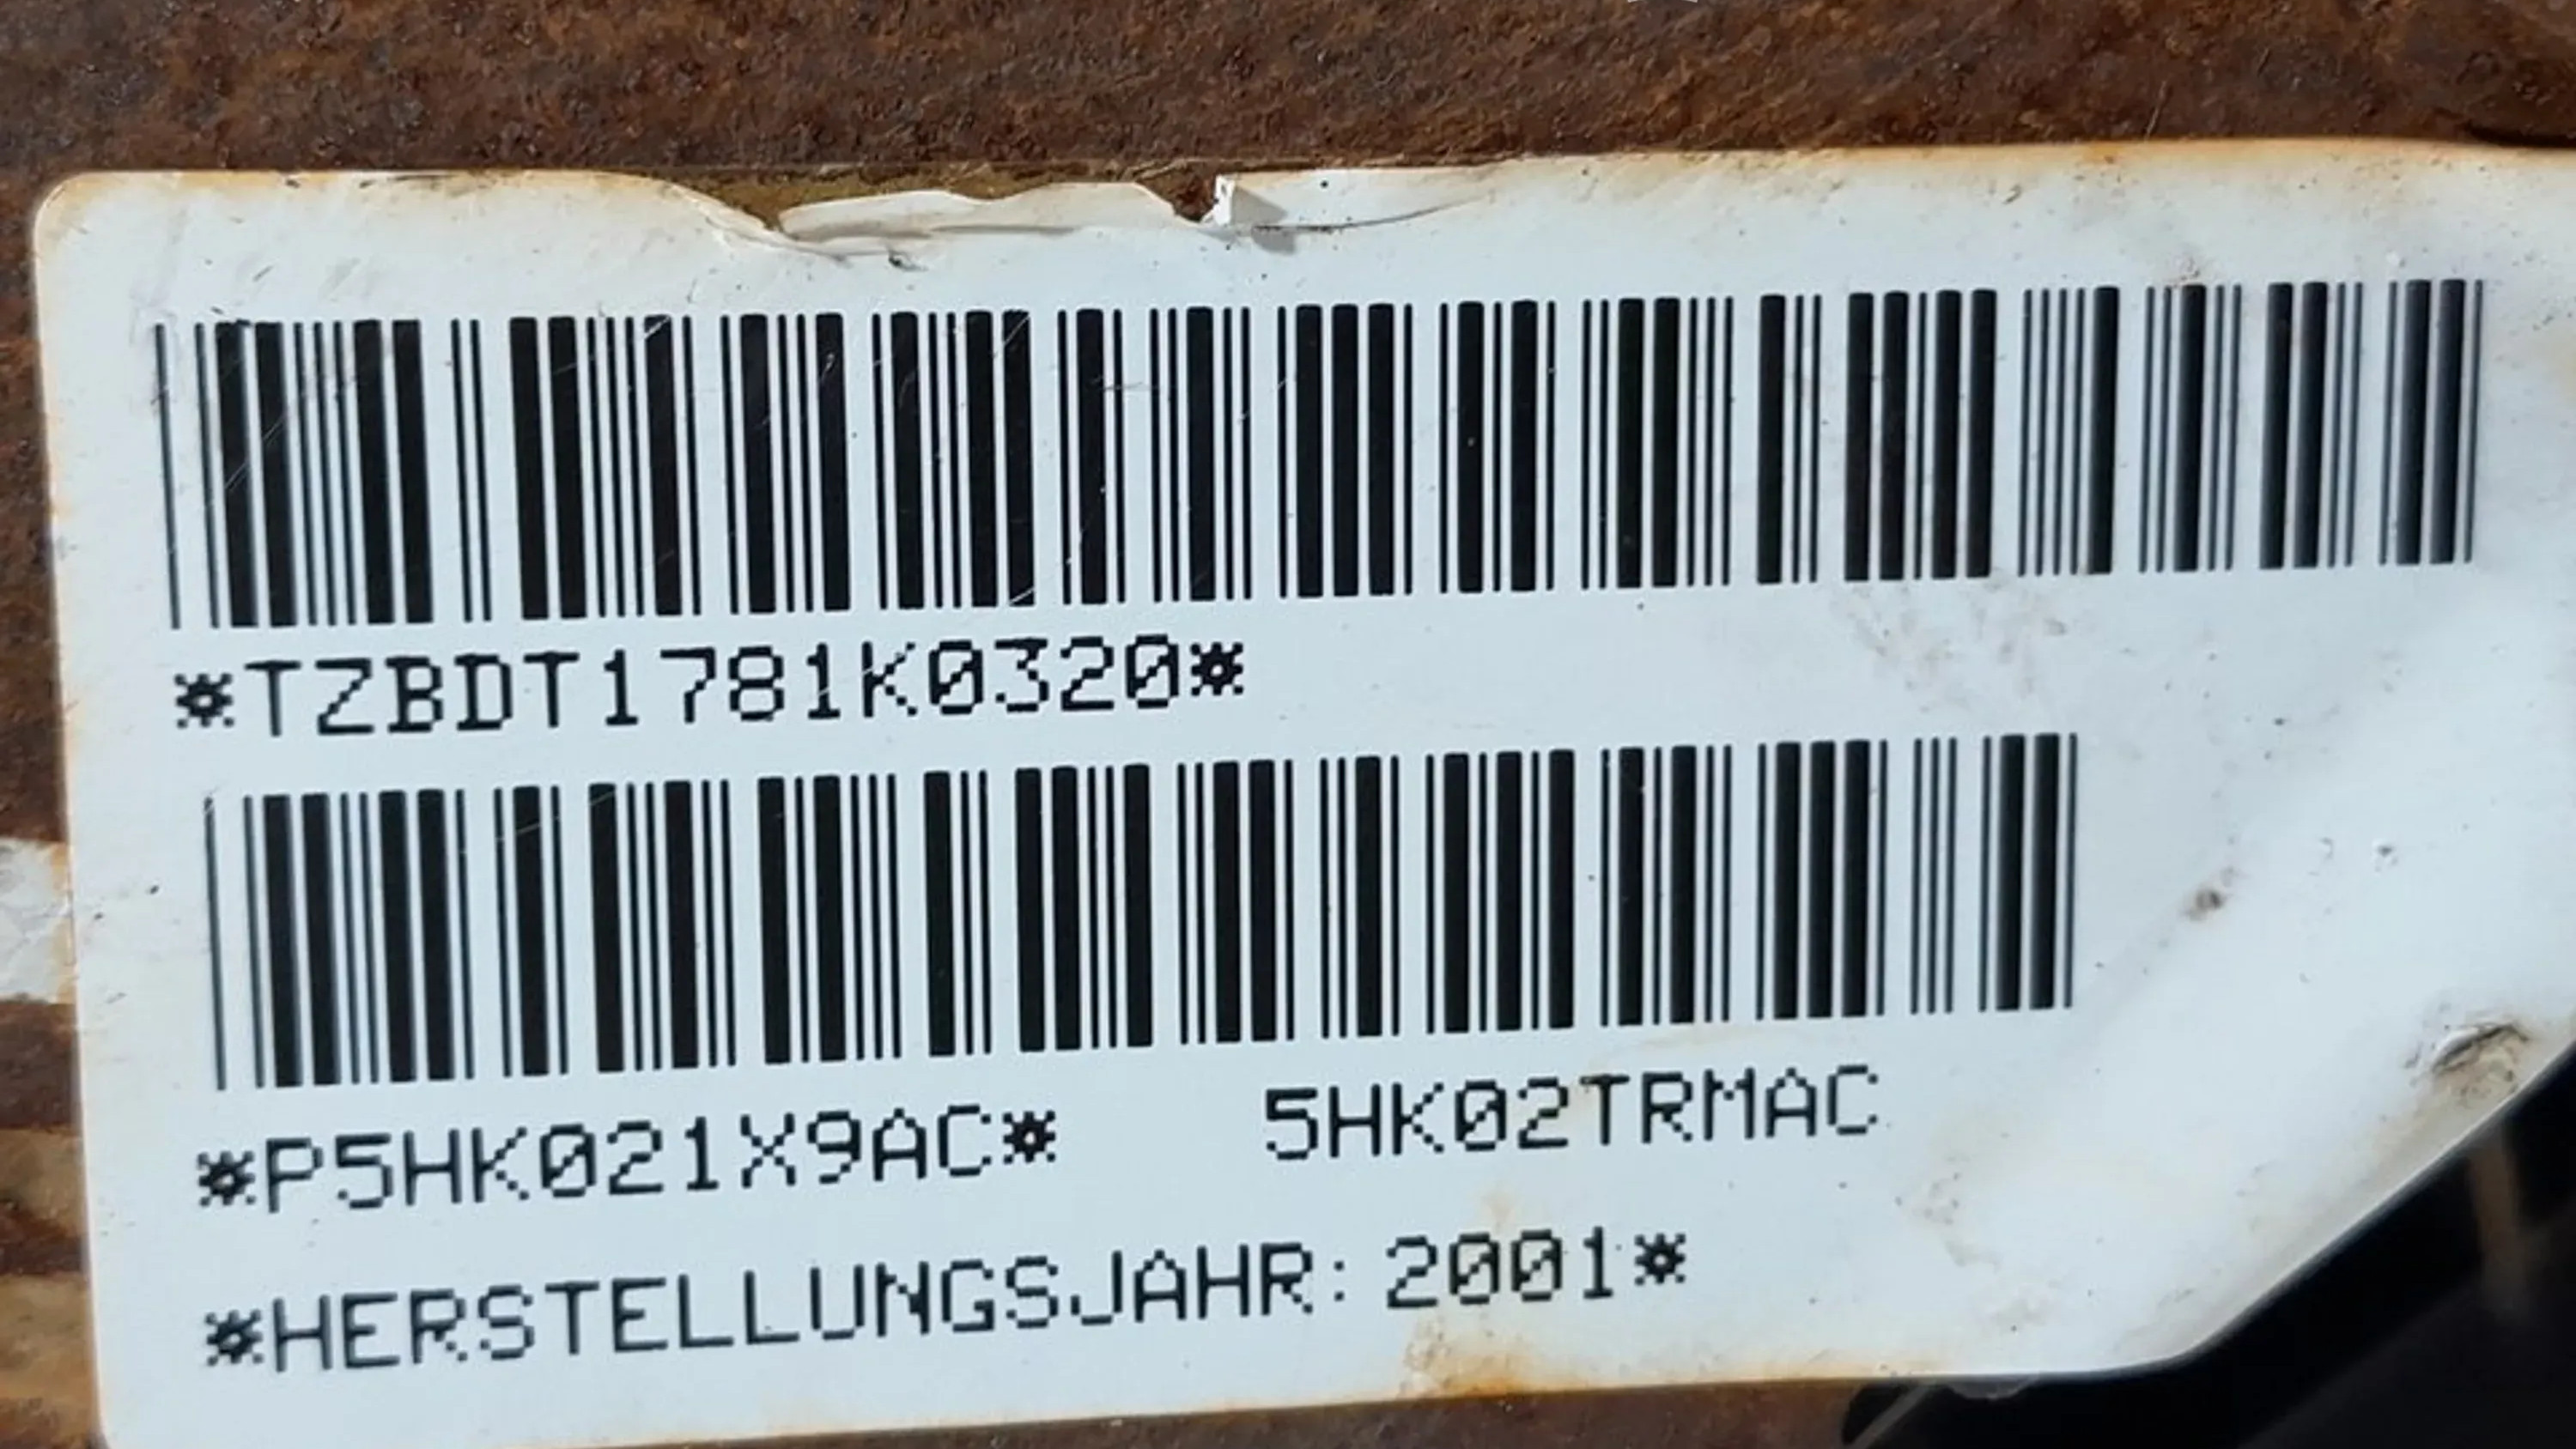 *TZBDT1781K0320*
*P5HK021X9AC* 5HK02TRMAC
*HERSTELLUNGSJAHR: 2001*